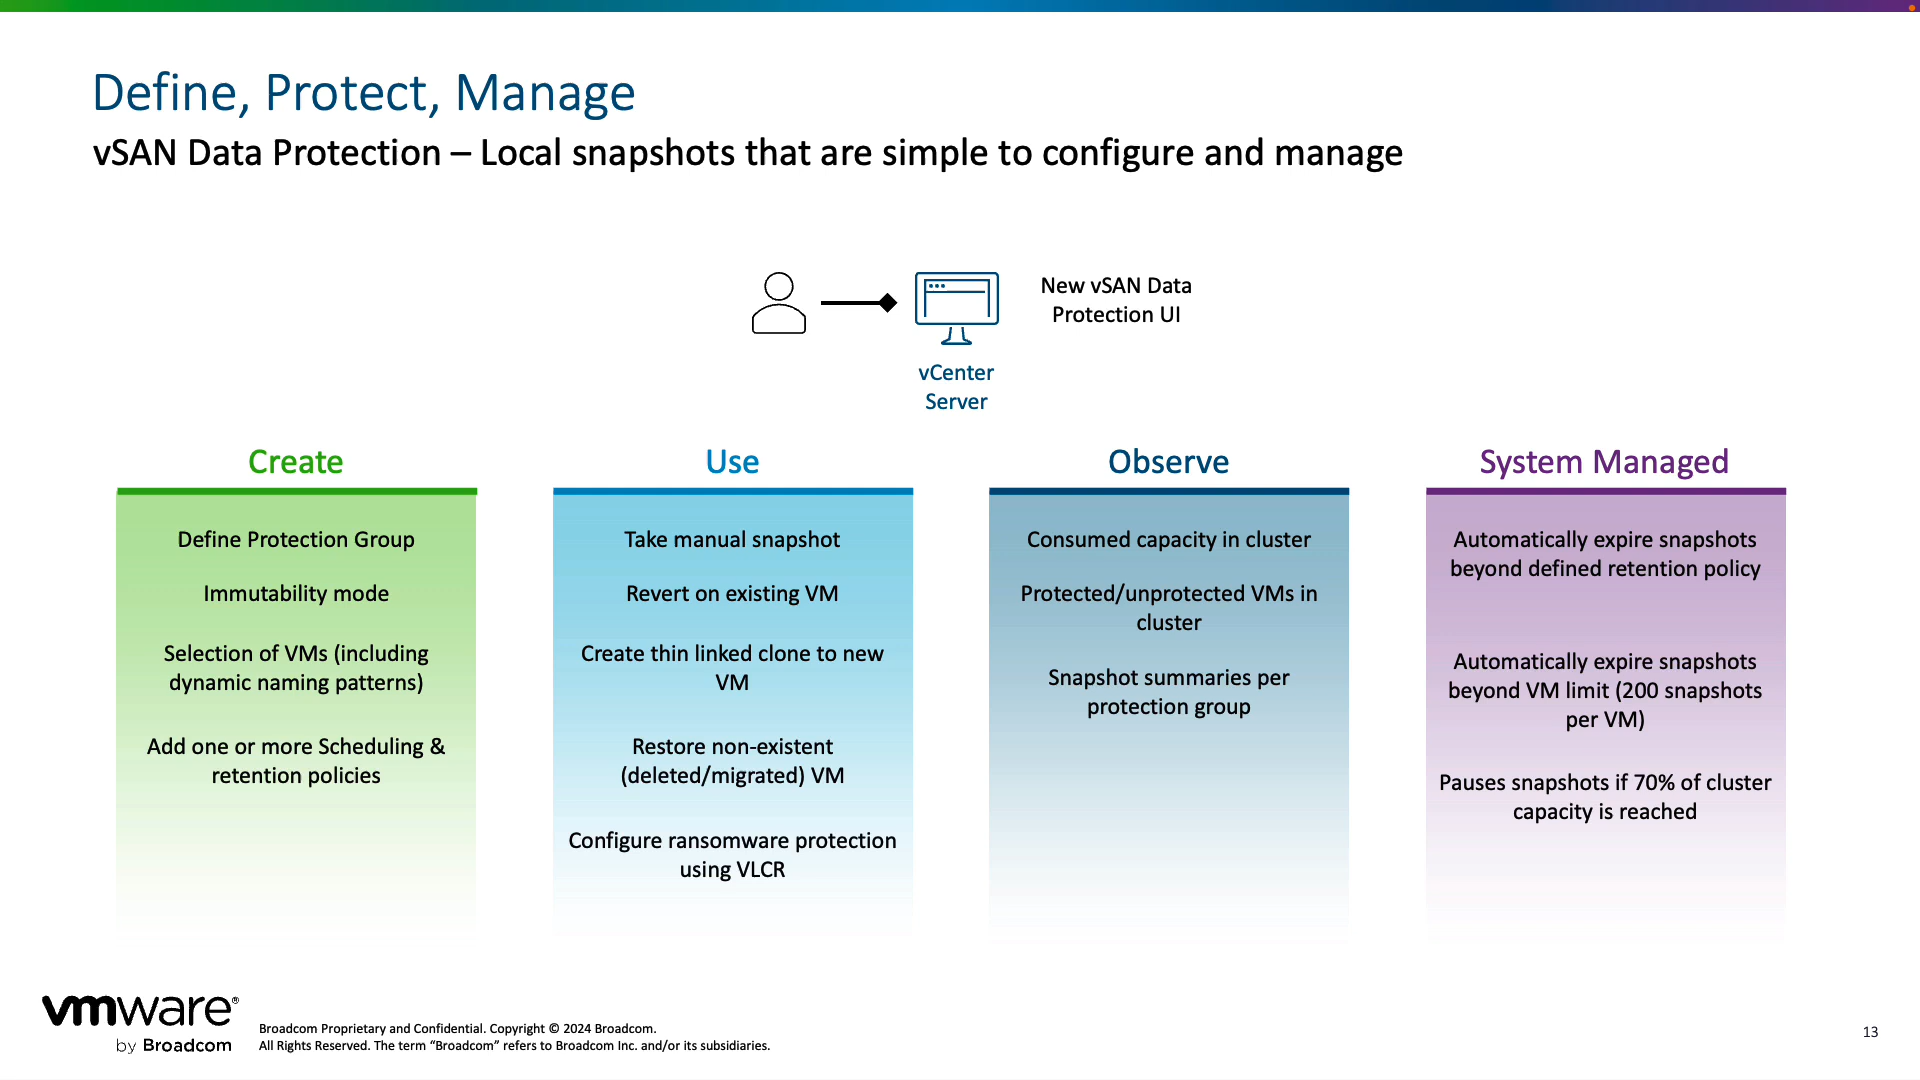 Define, Protect, Manage
vSAN Data Protection – Local snapshots that are simple to configure and manage
New vSAN Data
Protection UI
vCenter
Server
Create
Define Protection Group
Immutability mode
Selection of VMs (including
dynamic naming patterns)
Add one or more Scheduling &
retention policies
Use
Take manual snapshot
Revert on existing VM
Create thin linked clone to new
VM
Restore non-existent
(deleted/migrated) VM
Configure ransomware protection
using VLCR
Observe
Consumed capacity in cluster
Protected/unprotected VMs in
cluster
Snapshot summaries per
protection group
System Managed
Automatically expire snapshots
beyond defined retention policy
Automatically expire snapshots
beyond VM limit (200 snapshots
per VM)
Pauses snapshots if 70% of cluster
capacity is reached
vmware®
by Broadcom
Broadcom Proprietary and Confidential. Copyright © 2024 Broadcom.
All Rights Reserved. The term “Broadcom” refers to Broadcom Inc. and/or its subsidiaries.
13